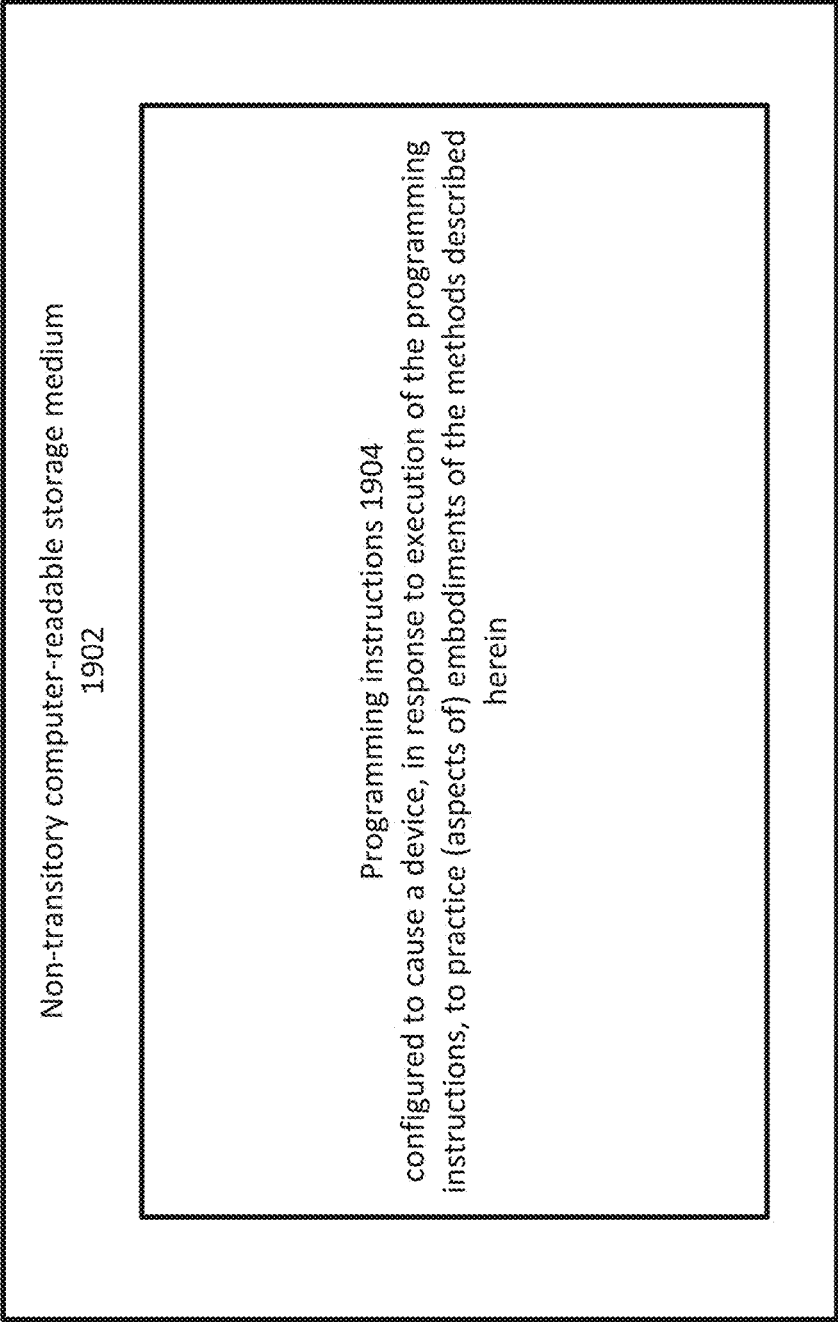 Non-transitory computer-readable storage medium
1902
Programming instructions 1904
configured to cause a device, in response to execution of the programming
instructions, to practice (aspects of) embodiments of the methods described
herein